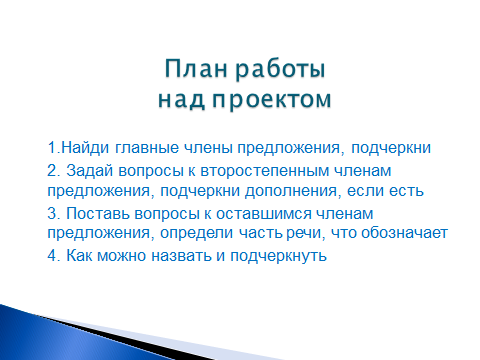 План работы
над проектом
1.Найди главные члены предложения, подчеркни
2. Задай вопросы к второстепенным членам
предложения, подчеркни дополнения, если есть
3. Поставь вопросы к оставшимся членам
предложения, определи часть речи, что обозначает
4. Как можно назвать и подчеркнуть